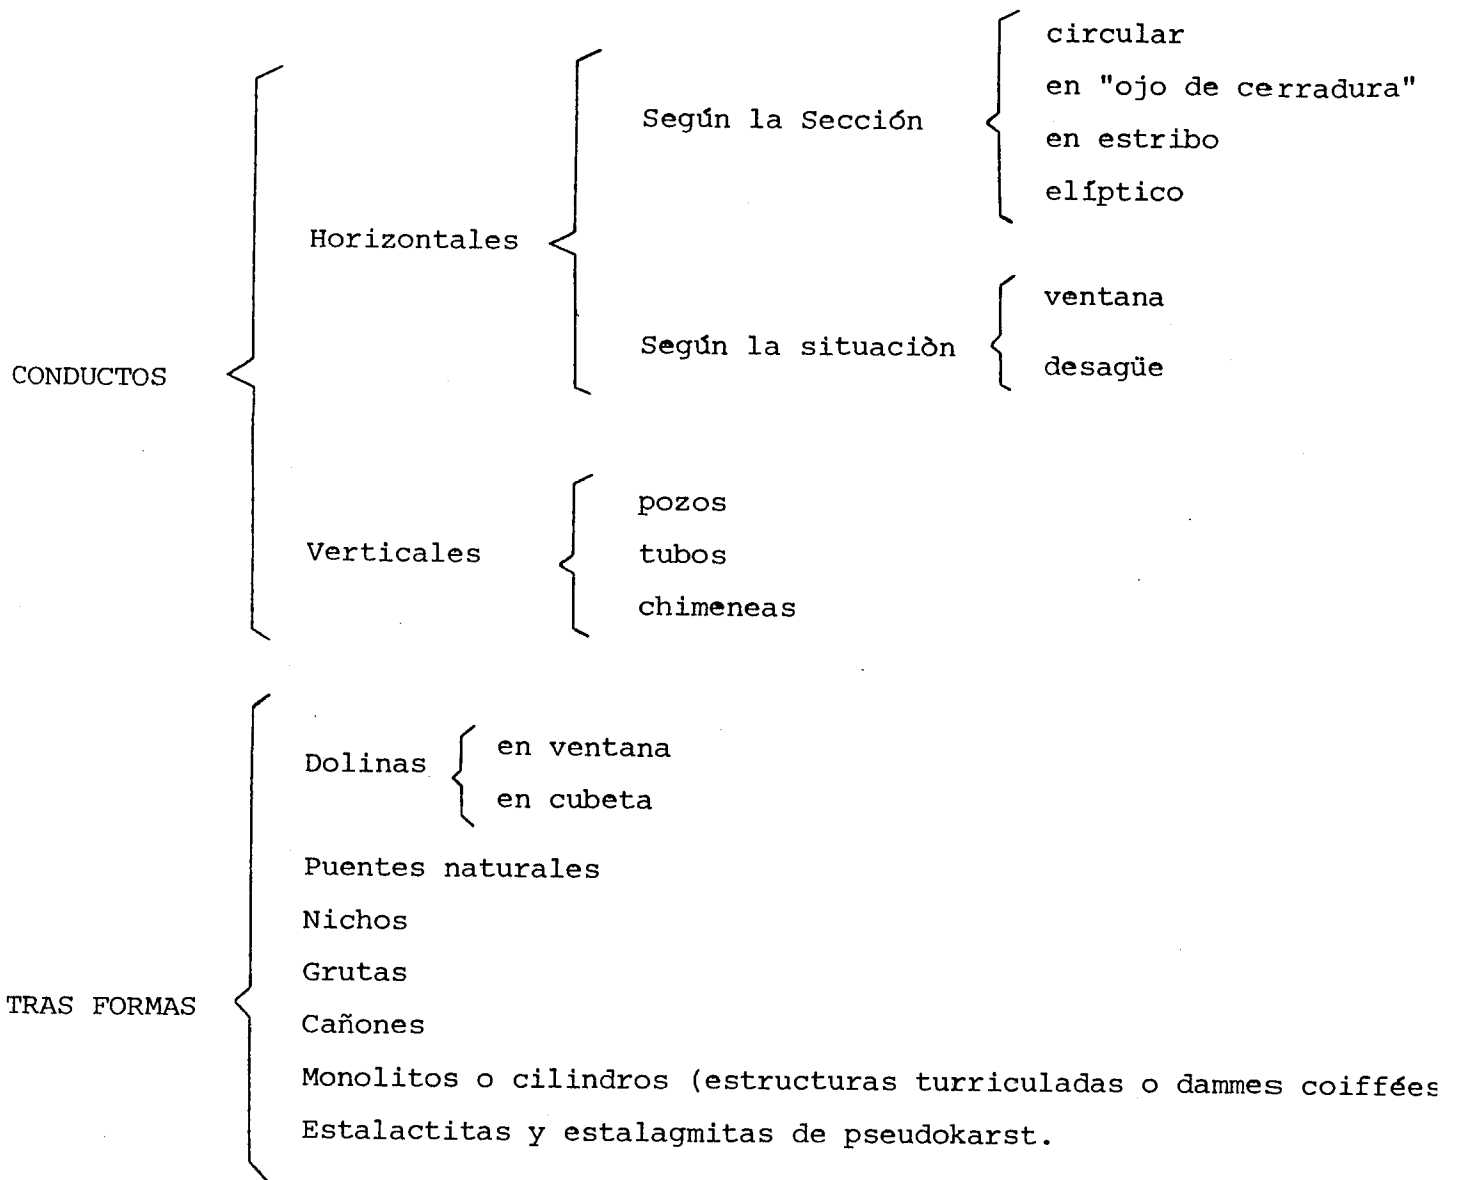 circular
en "ojo de cerradura"
Según la Sección
en estribo
elíptico
Horizontales
ventana
Según la situaciòn
desagüe
CONDUCTOS
pozos
Verticales
tubos
chimeneas
en ventana
Dolinas
en cubeta
Puentes naturales
Nichos
Grutas
TRAS FORMAS
Cañones
Monolitos o cilindros (estructuras turriculadas o dammes coiffées
Estalactitas y estalagmitas de pseudokarst.